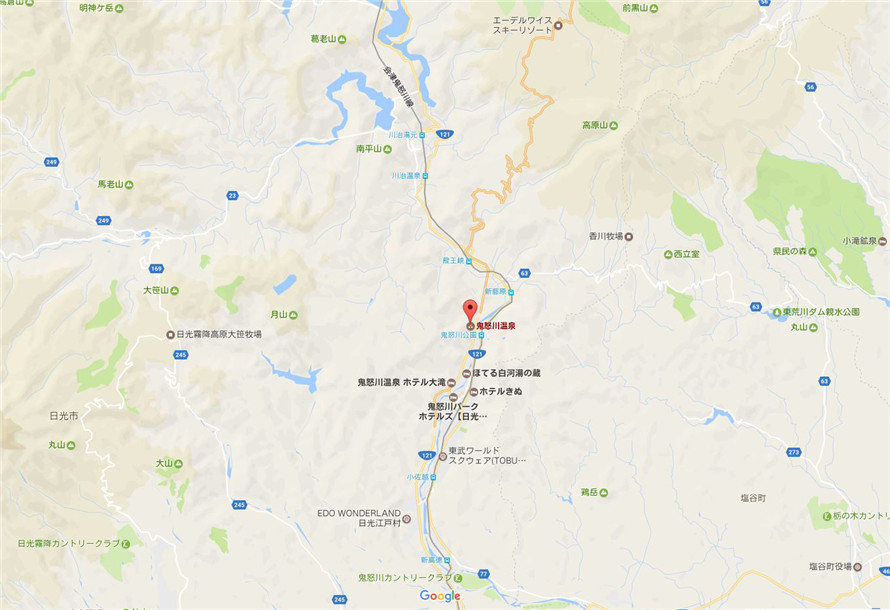 高倉山
明神ケ岳
エーデルワイス
スキーリゾート
前黒山
56
葛老山
会津鬼怒川線
56
高原山
川治湯元
121
南平山
249
川治温泉
馬老山
23
249
香川牧場
小滝鉱泉
県民の森
西立室
龍王峡
169
63
大笹山
新藤原
63
月山
鬼怒川温泉
東荒川ダム親水公園
丸山
日光霧降高原大笹牧場
鬼怒川公園
245
121
ほてる白河湯の蔵
鬼怒川温泉 ホテル大滝
63
ホテルきぬ
鬼怒川パーク
ホテルズ【日光…
日光市
丸山
東武ワールド
スクウェア(TOBU…
121
273
大山
小佐越
鶏岳
塩谷町
245
EDO WONDERLAND
日光江戸村
栃の木カントリ
日光霧降カントリークラブ
新高徳
塩谷町役場
77
鬼怒川カントリークラブ
46
Google
245